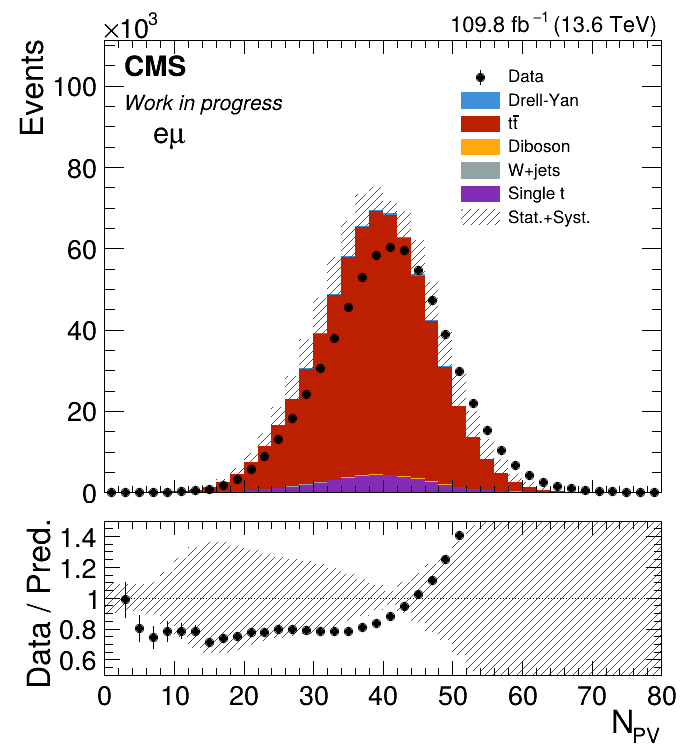 ×10³ 109.8 fb⁻¹ (13.6 TeV)
Events
CMS
Work in progress
eμ
Data
Drell-Yan
tt̄
Diboson
W+jets
Single t
Stat.+Syst.
100
80
60
40
20
0
Data / Pred.
1.4
1.2
1
0.8
0.6
0 10 20 30 40 50 60 70 80
N_PV